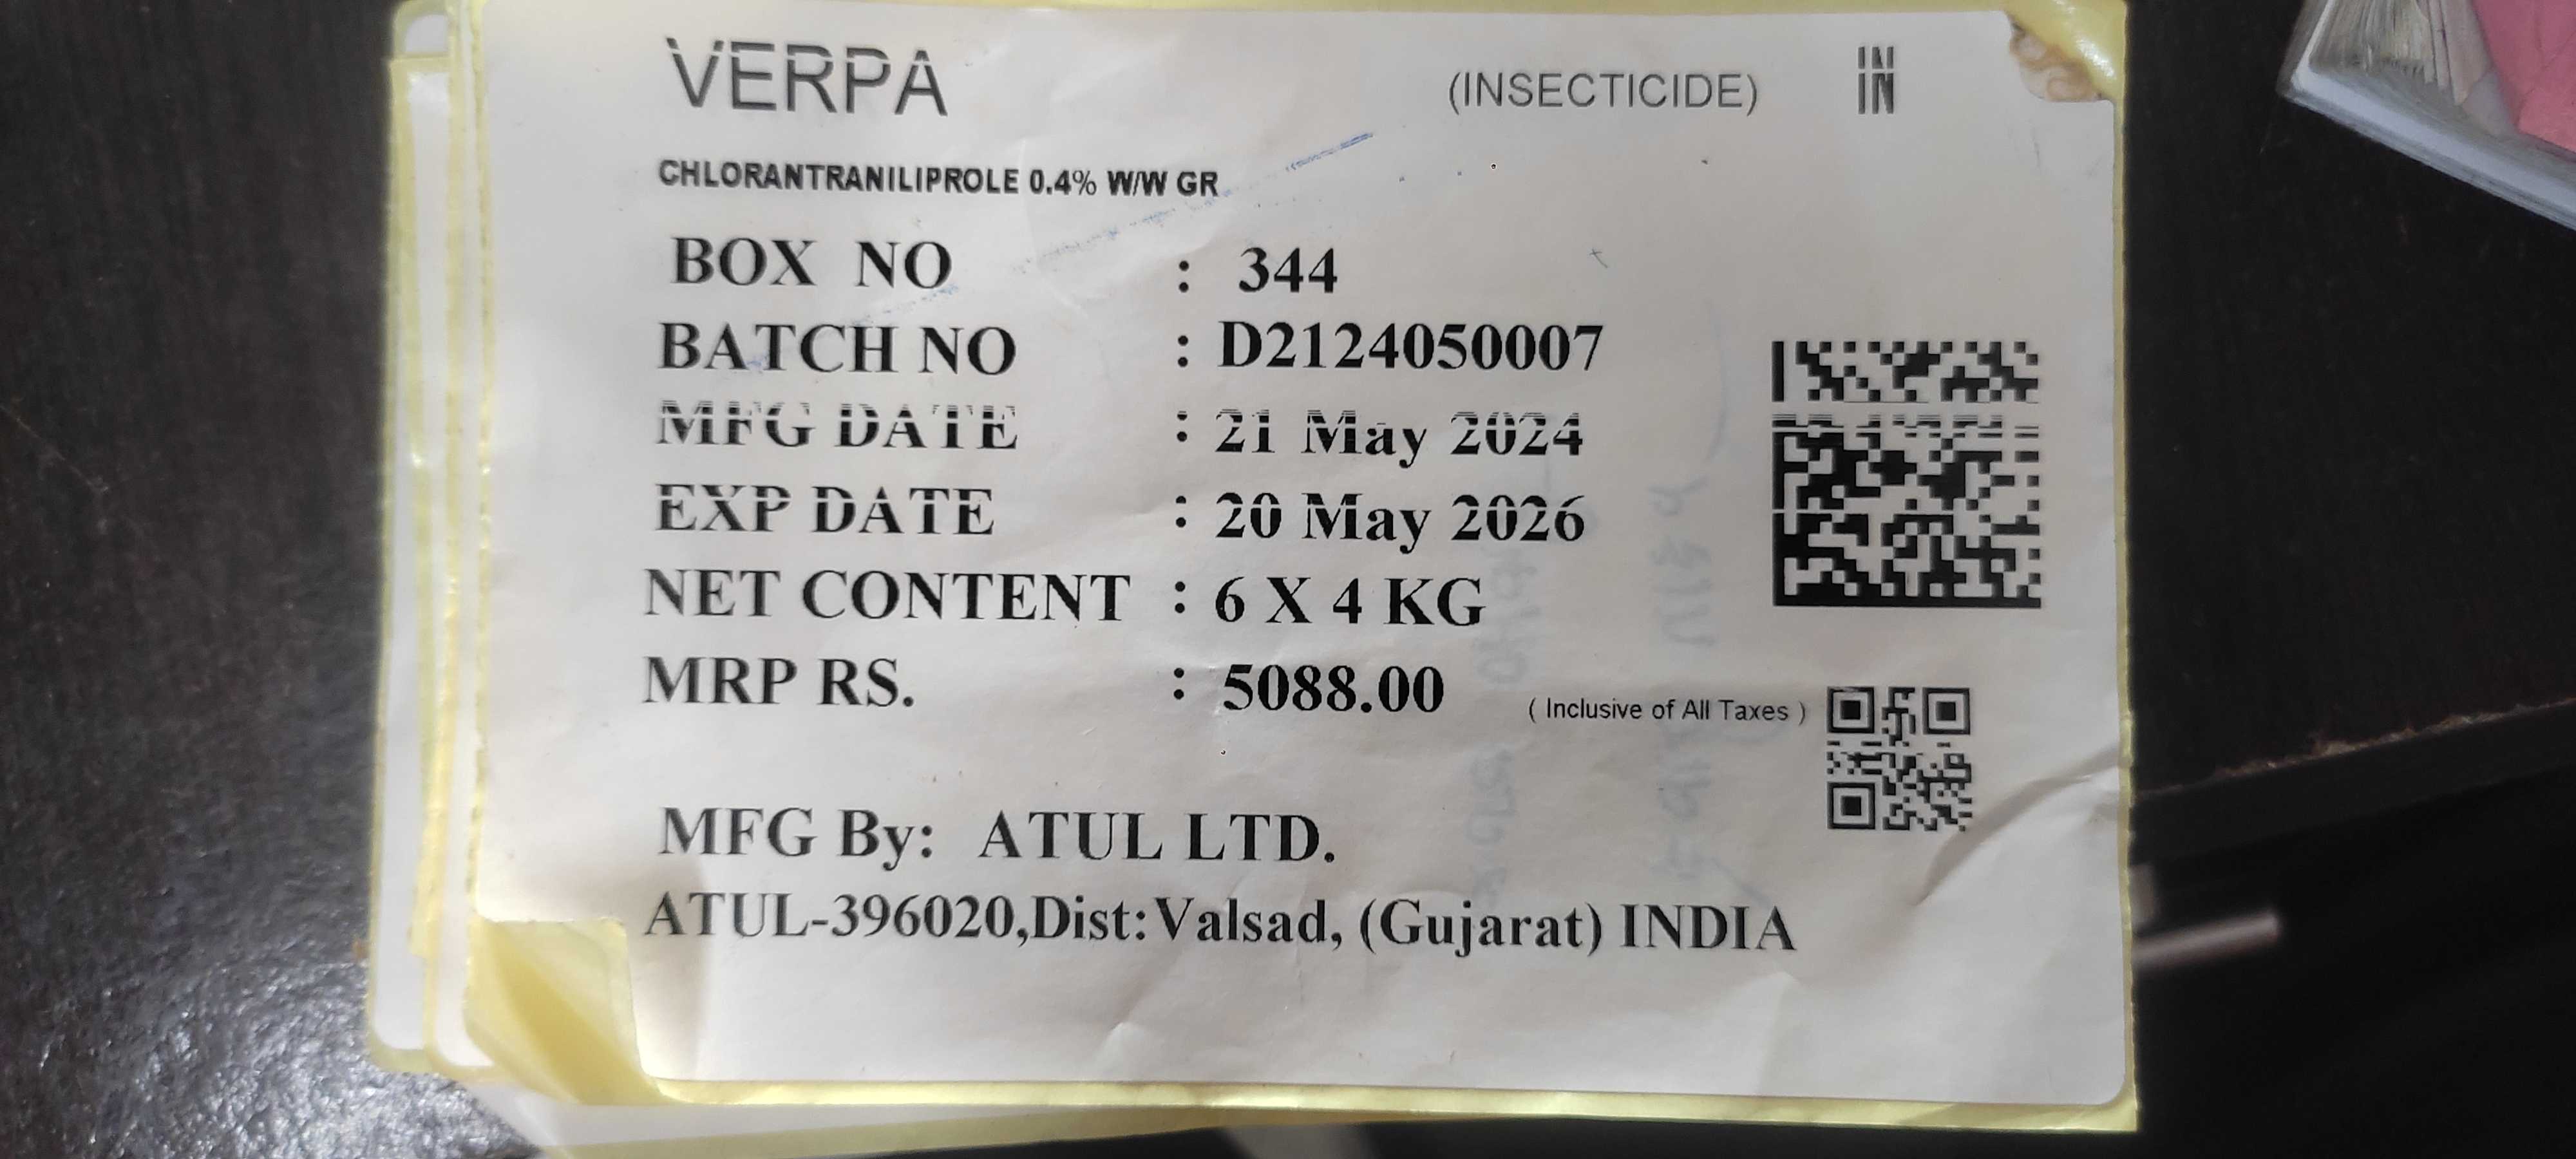 VERPA (INSECTICIDE) IN
CHLORANTRANILIPROLE 0.4% W/W GR
BOX NO : 344
BATCH NO : D2124050007
MFG DATE : 21 May 2024
EXP DATE : 20 May 2026
NET CONTENT : 6 X 4 KG
MRP RS. : 5088.00 ( Inclusive of All Taxes )
MFG By: ATUL LTD.
ATUL-396020,Dist:Valsad, (Gujarat) INDIA